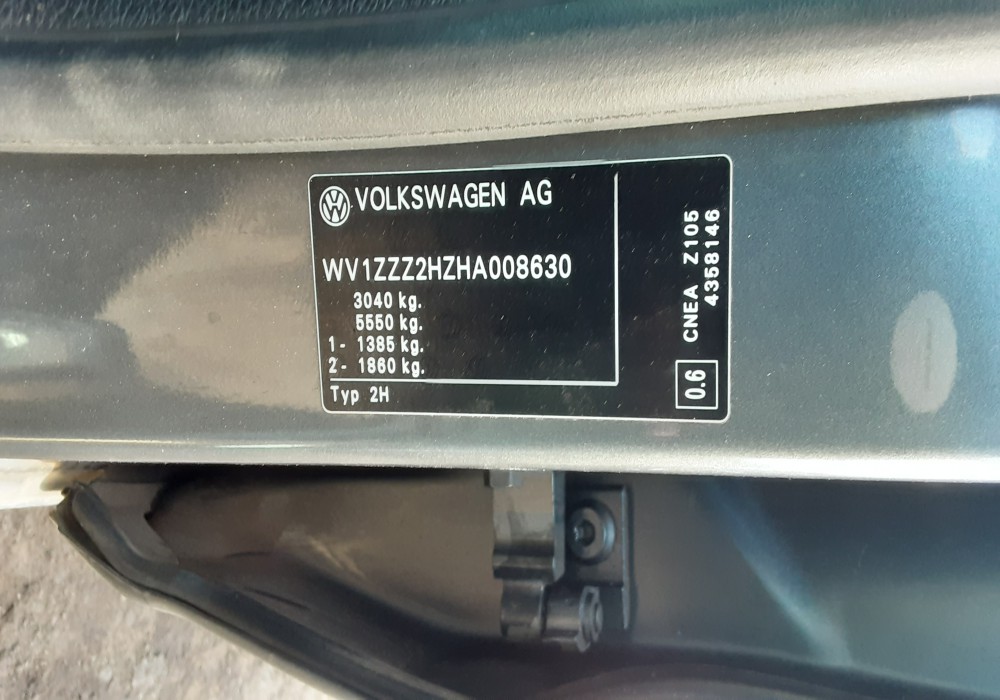 VOLKSWAGEN AG
WV1ZZZ2HZHA008630
3040 kg.
5550 kg.
1- 1385 kg.
2- 1860 kg.
Typ 2H
CNEA Z105
4358146
0.6